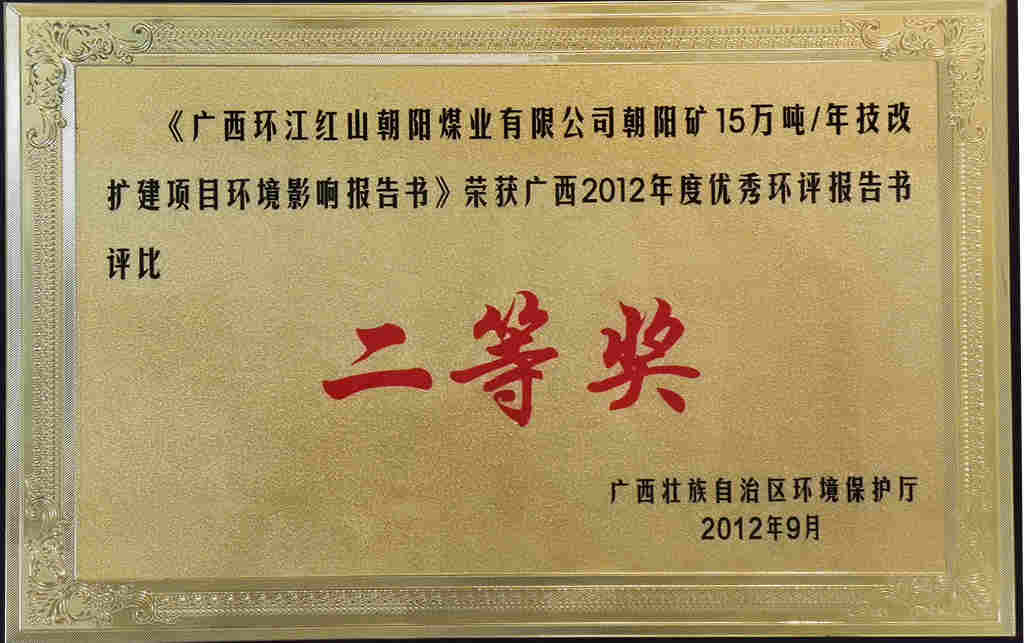 《广西环江红山朝阳煤业有限公司朝阳矿15万吨/年技改
扩建项目环境影响报告书》荣获广西2012年度优秀环评报告书
评比
二等奖
广西壮族自治区环境保护厅
2012年9月